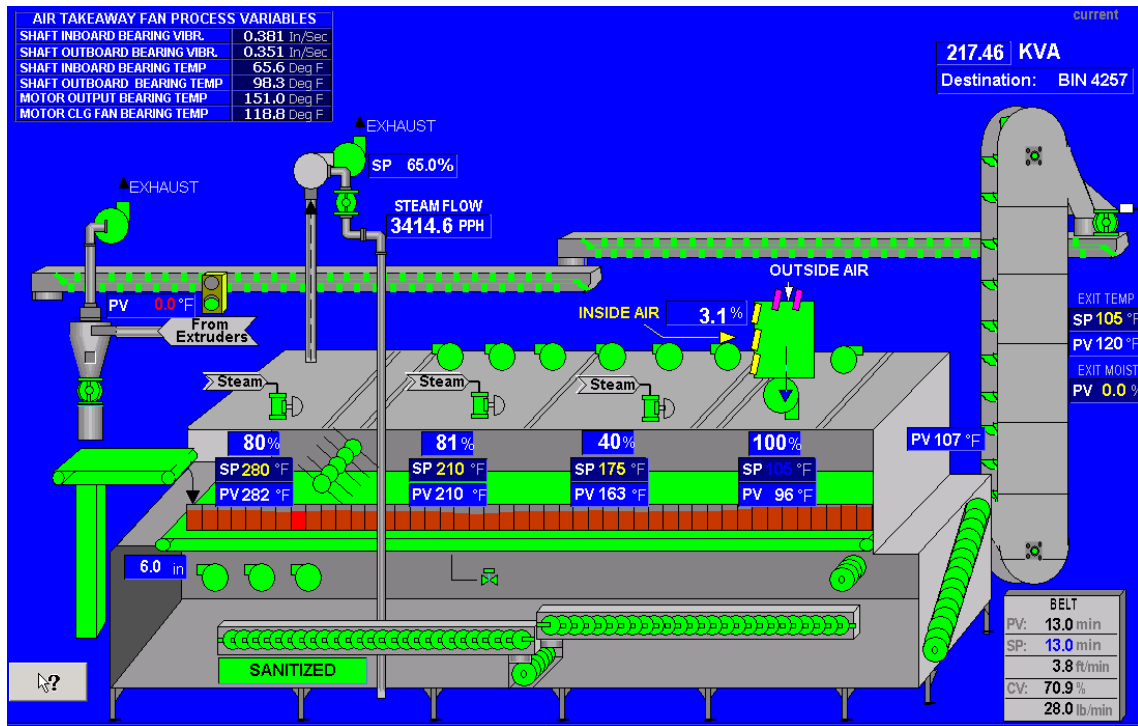 current
AIR TAKEAWAY FAN PROCESS VARIABLES
SHAFT INBOARD BEARING VIBR. 0.381 In/Sec
SHAFT OUTBOARD BEARING VIBR. 0.351 In/Sec
SHAFT INBOARD BEARING TEMP 65.6 Deg F
SHAFT OUTBOARD BEARING TEMP 98.3 Deg F
MOTOR OUTPUT BEARING TEMP 151.0 Deg F
MOTOR CLG FAN BEARING TEMP 118.8 Deg F
217.46 KVA
Destination: BIN 4257
EXHAUST
SP 65.0%
EXHAUST
STEAM FLOW
3414.6 PPH
OUTSIDE AIR
PV 0.0 °F
INSIDE AIR 3.1 %
From
Extruders
EXIT TEMP
SP 105 °F
PV 120 °F
EXIT MOIST
PV 0.0 %
Steam
Steam
Steam
80%
81%
40%
100%
PV 107 °F
SP 280 °F
SP 210 °F
SP 175 °F
SP 105 °F
PV 282 °F
PV 210 °F
PV 163 °F
PV 96 °F
6.0 in
SANITIZED
?
BELT
PV: 13.0 min
SP: 13.0 min
3.8 ft/min
CV: 70.9 %
28.0 lb/min